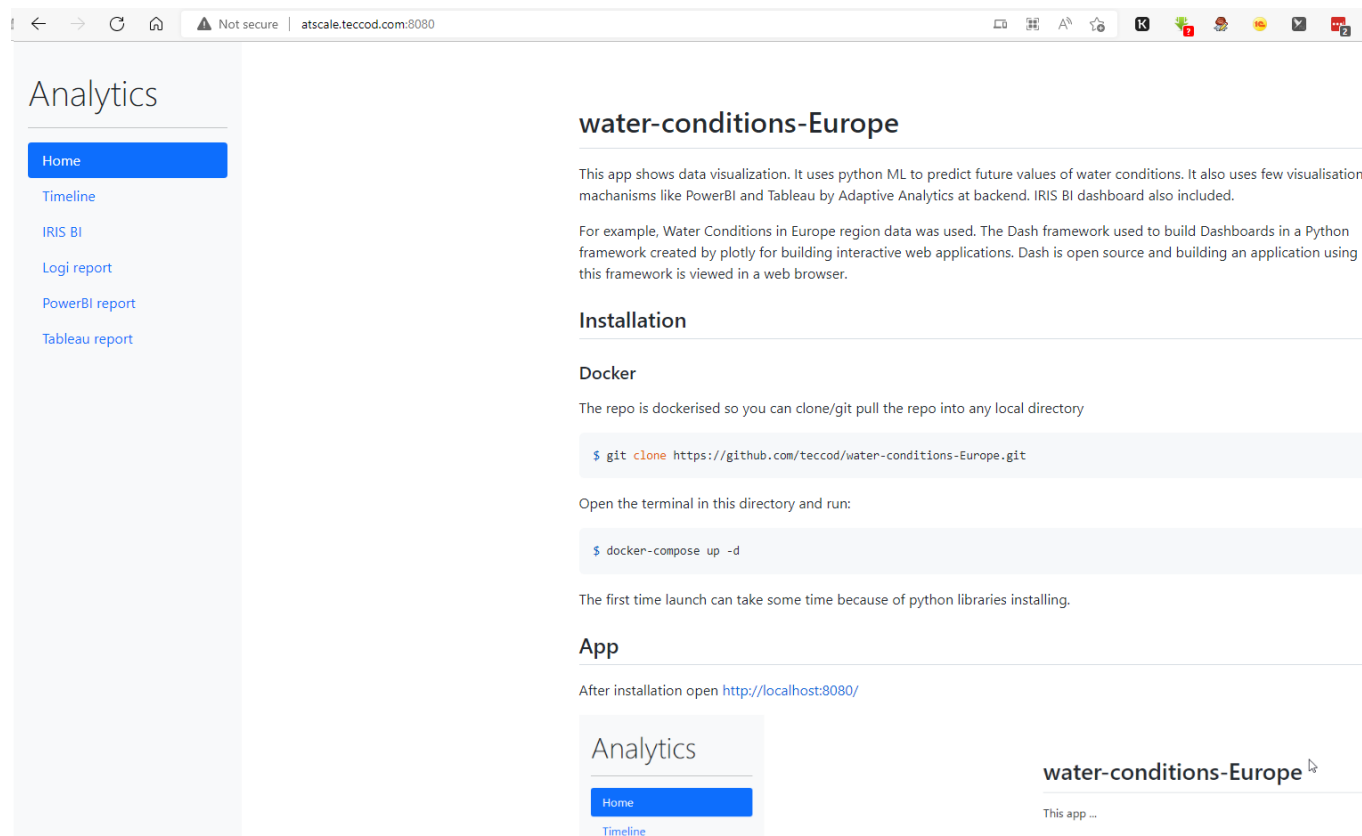 Not secure | atscale.teccod.com:8080
Analytics
Home
Timeline
IRIS BI
Logi report
PowerBI report
Tableau report
water-conditions-Europe
This app shows data visualization. It uses python ML to predict future values of water conditions. It also uses few visualisation
machanisms like PowerBI and Tableau by Adaptive Analytics at backend. IRIS BI dashboard also included.
For example, Water Conditions in Europe region data was used. The Dash framework used to build Dashboards in a Python
framework created by plotly for building interactive web applications. Dash is open source and building an application using
this framework is viewed in a web browser.
Installation
Docker
The repo is dockerised so you can clone/git pull the repo into any local directory
$ git clone https://github.com/teccod/water-conditions-Europe.git
Open the terminal in this directory and run:
$ docker-compose up -d
The first time launch can take some time because of python libraries installing.
App
After installation open http://localhost:8080/
Analytics
Home
Timeline
water-conditions-Europe
This app ...